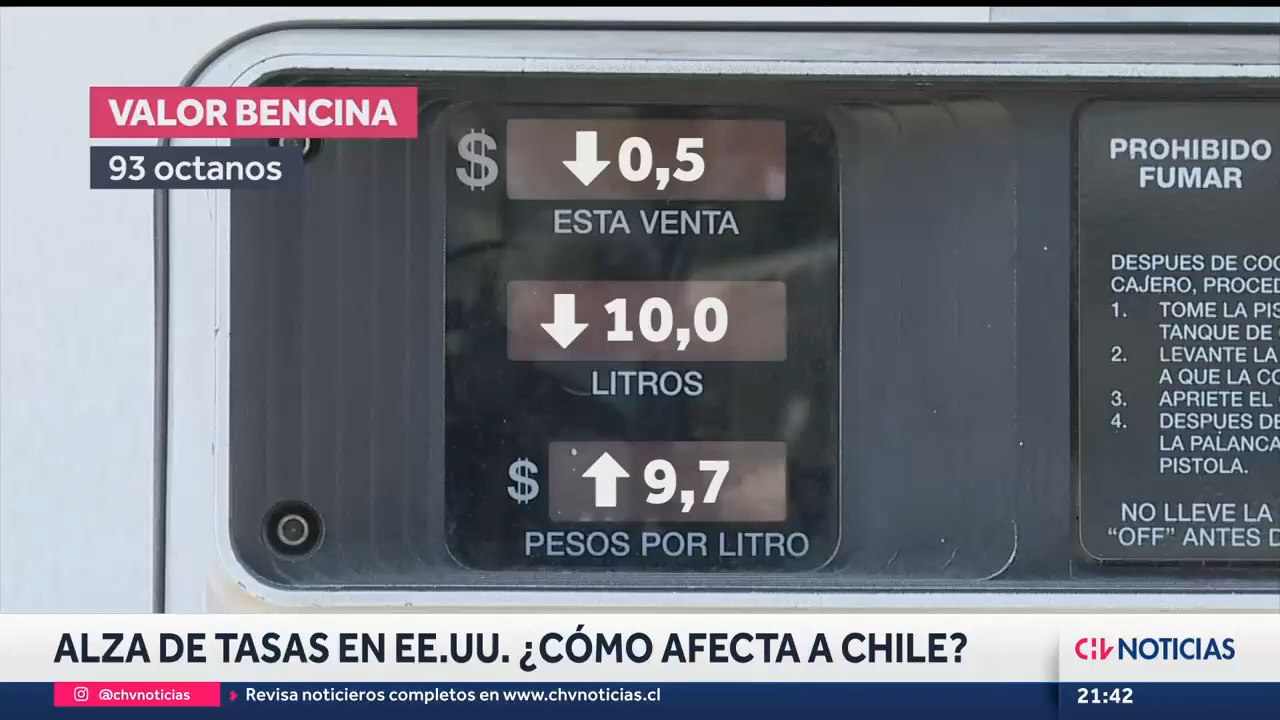 VALOR BENCINA
93 octanos
$ ↓0,5
ESTA VENTA
↓10,0
LITROS
$ ↑9,7
PESOS POR LITRO
PROHIBIDO
FUMAR
DESPUES DE
CAJERO,
1. TOME LA
TANQUE DE
2. LEVANTE LA
A QUE LA
3. APRIETE EL
4. DESPUES
LA PALANCA
PISTOLA.
NO LLEVE LA
“OFF” ANTES
ALZA DE TASAS EN EE.UU. ¿CÓMO AFECTA A CHILE?
CHV NOTICIAS
@chvnoticias
Revisa noticieros completos en www.chvnoticias.cl
21:42